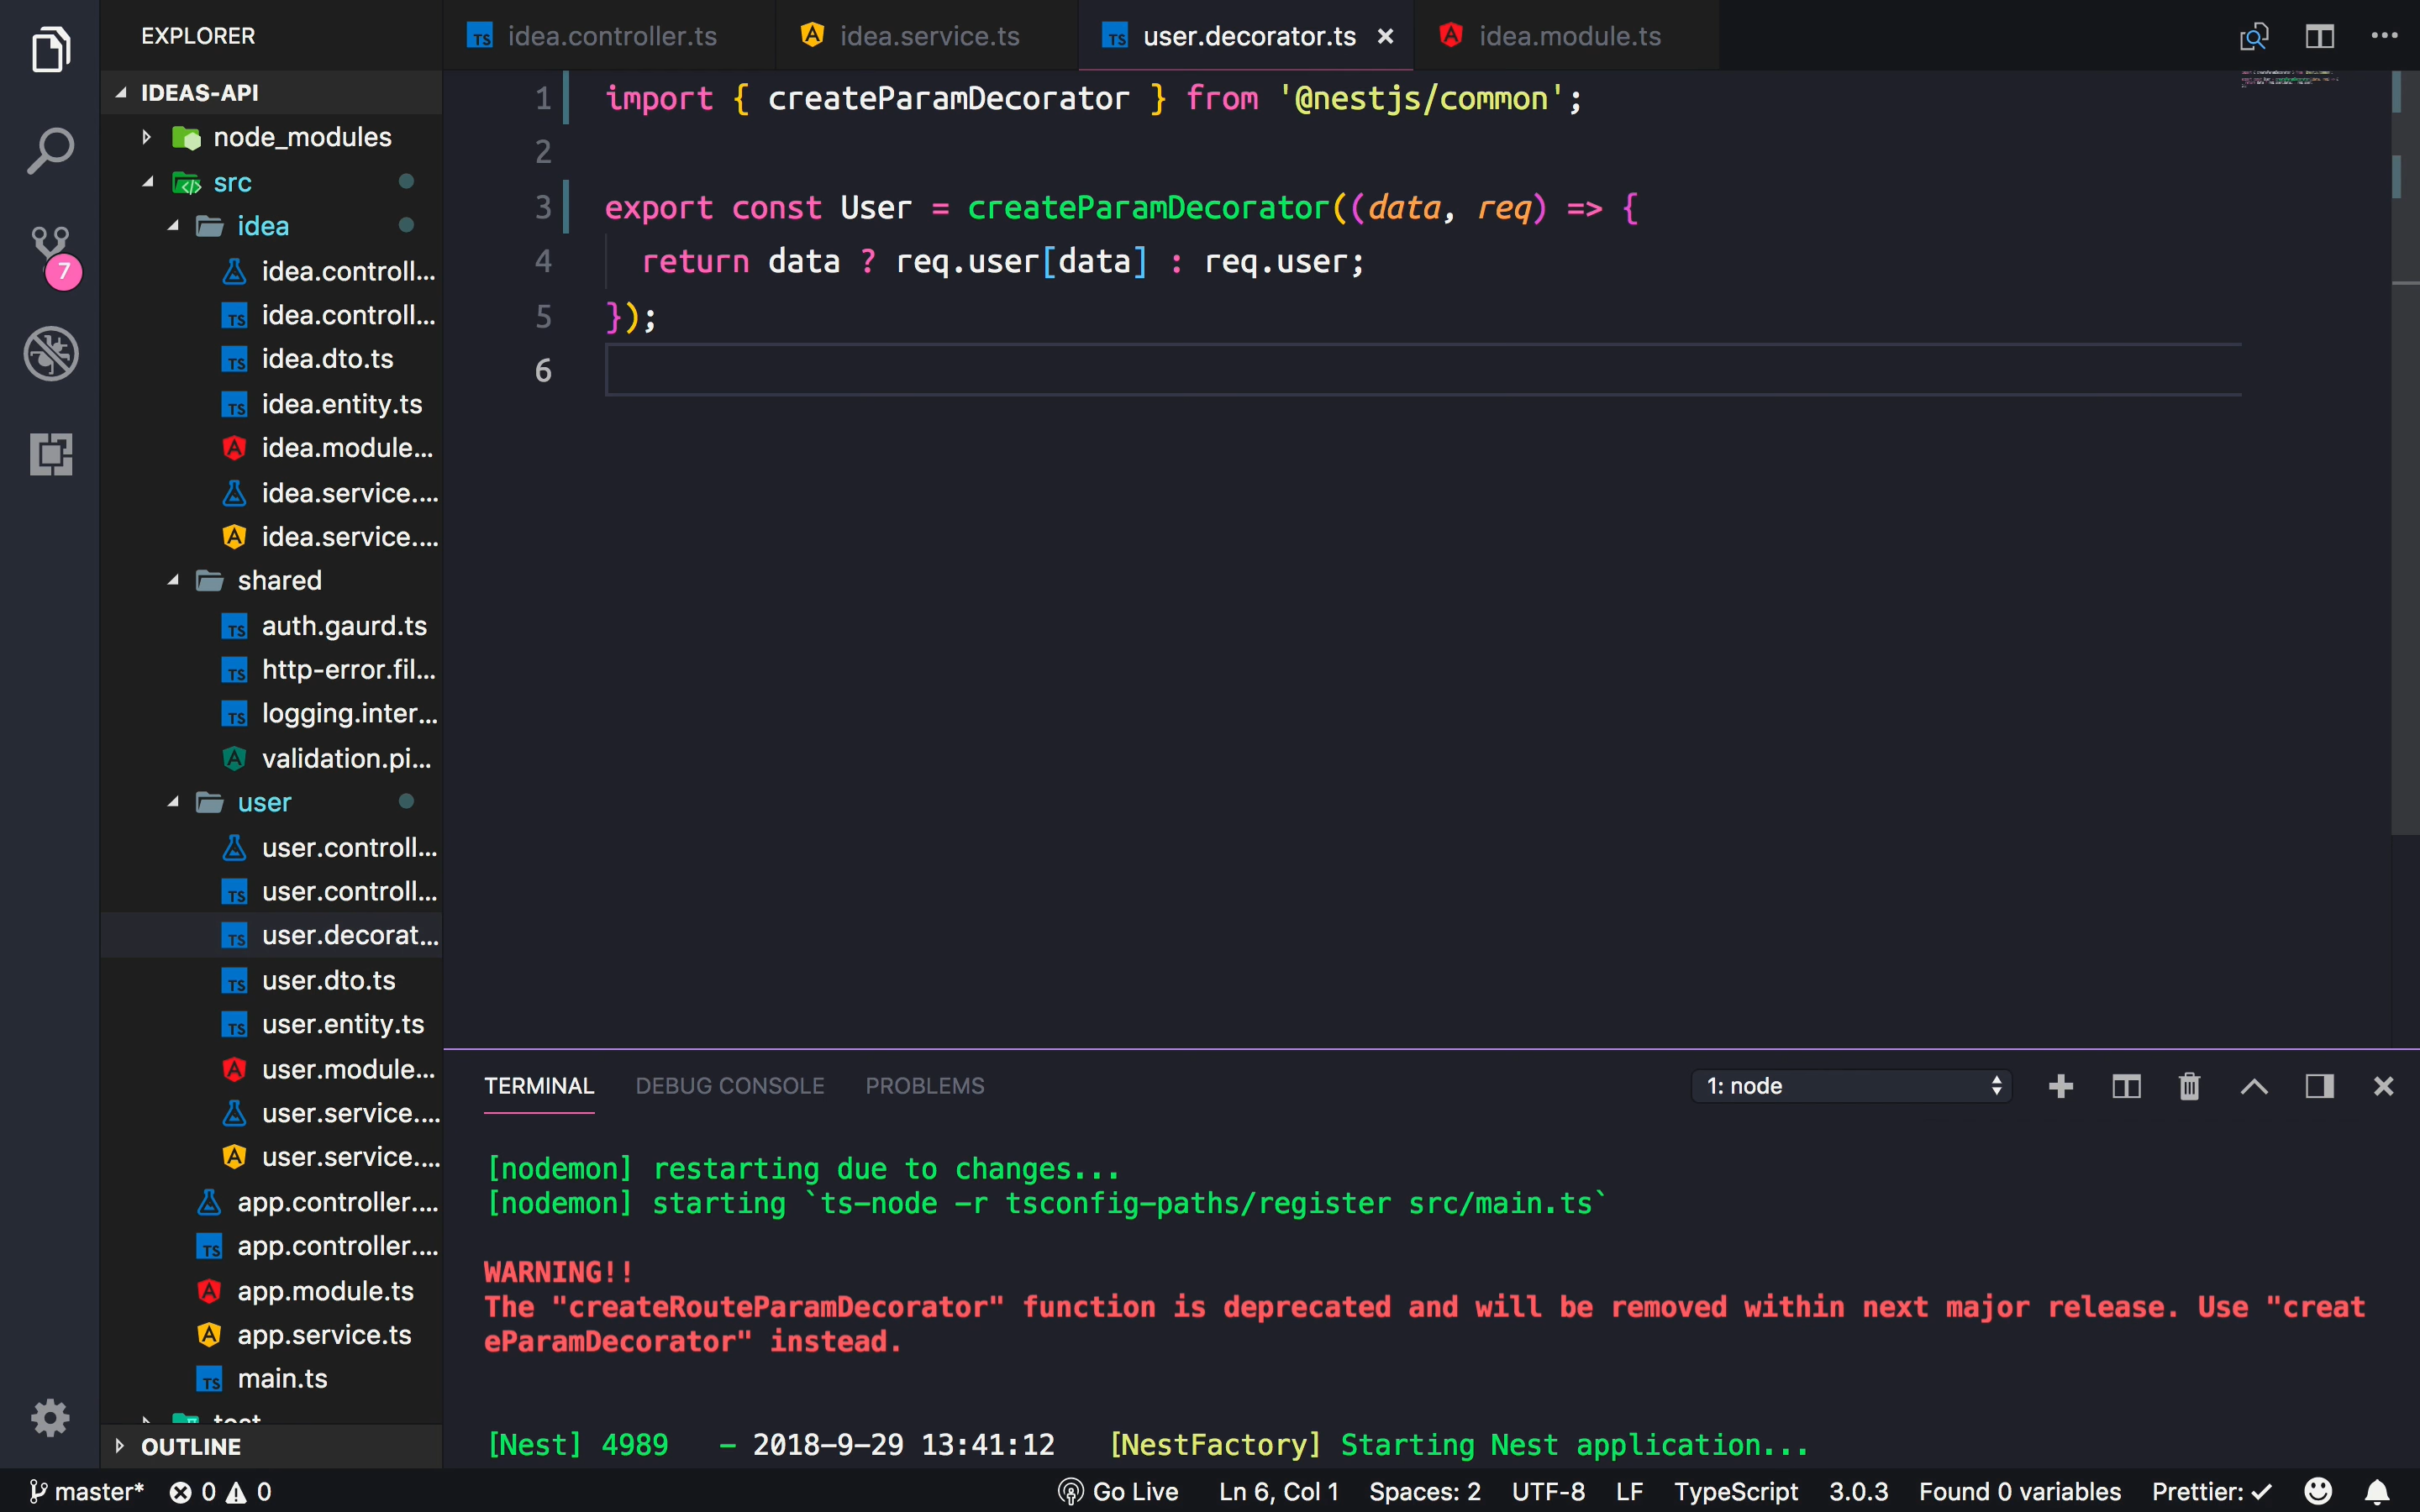 EXPLORER
IDEAS-API
node_modules
src
idea
idea.controll...
idea.controll...
idea.dto.ts
idea.entity.ts
idea.module...
idea.service....
idea.service....
shared
auth.gaurd.ts
http-error.fil...
logging.inter...
validation.pi...
user
user.controll...
user.controll...
user.decorat...
user.dto.ts
user.entity.ts
user.module...
user.service....
user.service....
app.controller....
app.controller....
app.module.ts
app.service.ts
main.ts
test
OUTLINE
7
idea.controller.ts
idea.service.ts
user.decorator.ts
idea.module.ts
1 import { createParamDecorator } from '@nestjs/common';
2
3 export const User = createParamDecorator((data, req) => {
4 return data ? req.user[data] : req.user;
5 });
6
TERMINAL DEBUG CONSOLE PROBLEMS 1: node
[nodemon] restarting due to changes...
[nodemon] starting `ts-node -r tsconfig-paths/register src/main.ts`
WARNING!!
The "createRouteParamDecorator" function is deprecated and will be removed within next major release. Use "creat
eParamDecorator" instead.
[Nest] 4989 - 2018-9-29 13:41:12 [NestFactory] Starting Nest application...
master* 0 0 Go Live Ln 6, Col 1 Spaces: 2 UTF-8 LF TypeScript 3.0.3 Found 0 variables Prettier: ✓